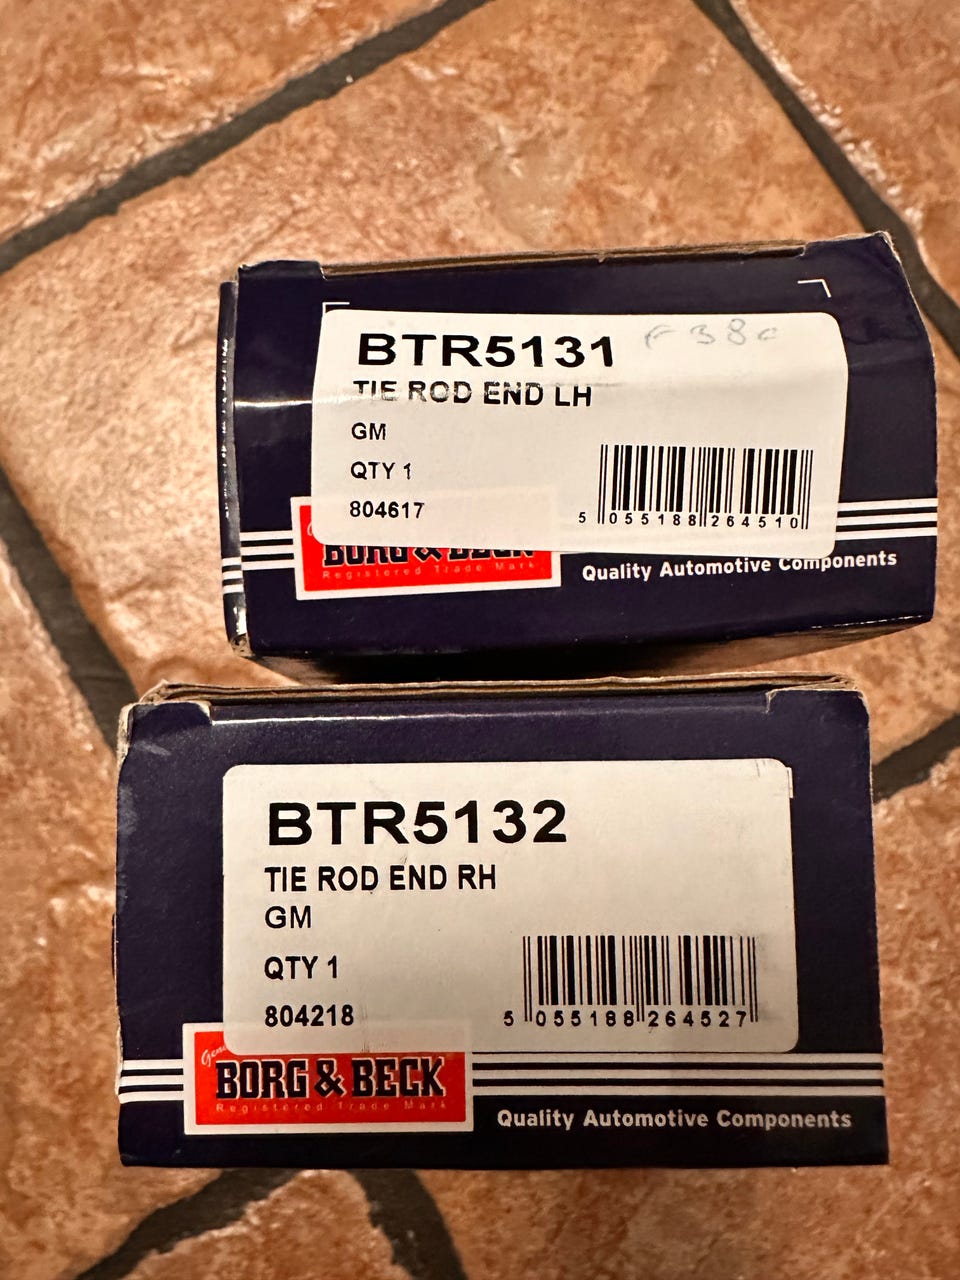 BTR5131
TIE ROD END LH
GM
QTY 1
804617
5 055188 264510
BORG & BECK
Registered Trade Mark
Quality Automotive Components
BTR5132
TIE ROD END RH
GM
QTY 1
804218
5 055188 264527
BORG & BECK
Registered Trade Mark
Quality Automotive Components